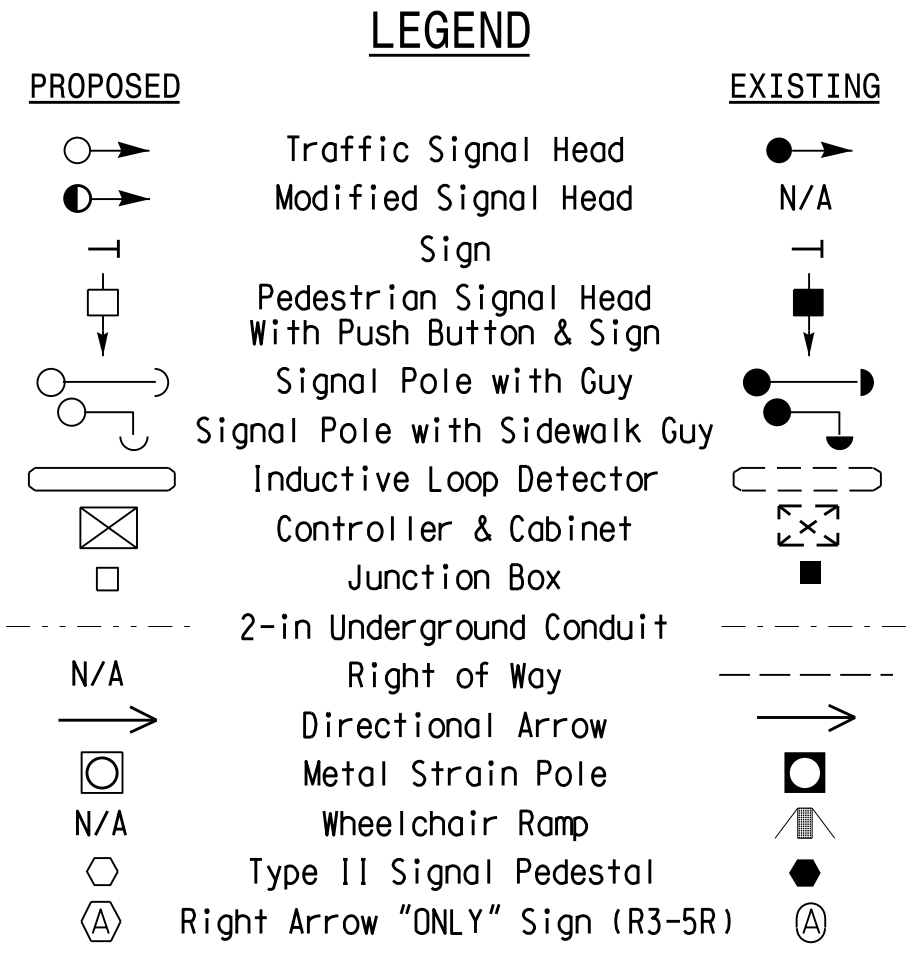 LEGEND
PROPOSED EXISTING
Traffic Signal Head
Modified Signal Head N/A
Sign
Pedestrian Signal Head
With Push Button & Sign
Signal Pole with Guy
Signal Pole with Sidewalk Guy
Inductive Loop Detector
Controller & Cabinet
Junction Box
2-in Underground Conduit
N/A Right of Way
Directional Arrow
Metal Strain Pole
N/A Wheelchair Ramp
Type II Signal Pedestal
A Right Arrow "ONLY" Sign (R3-5R) A